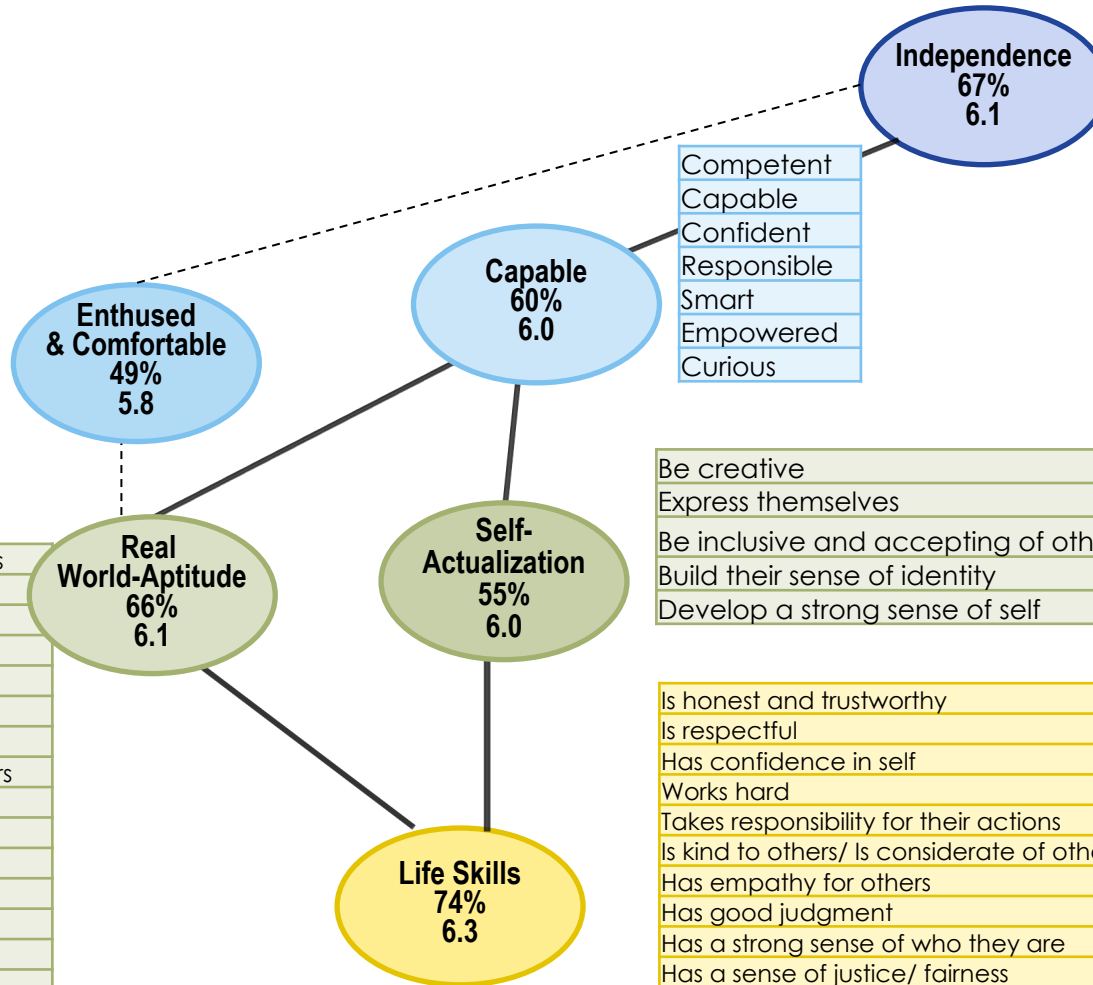 Independence
67%
6.1
Competent
Capable
Confident
Responsible
Smart
Empowered
Curious
Capable
60%
6.0
Enthused
& Comfortable
49%
5.8
Be creative
Express themselves
Be inclusive and accepting of oth
Build their sense of identity
Develop a strong sense of self
s
rs
Real
World-Aptitude
66%
6.1
Self-
Actualization
55%
6.0
Is honest and trustworthy
Is respectful
Has confidence in self
Works hard
Takes responsibility for their actions
Is kind to others/ Is considerate of othe
Has empathy for others
Has good judgment
Has a strong sense of who they are
Has a sense of justice/ fairness
Life Skills
74%
6.3